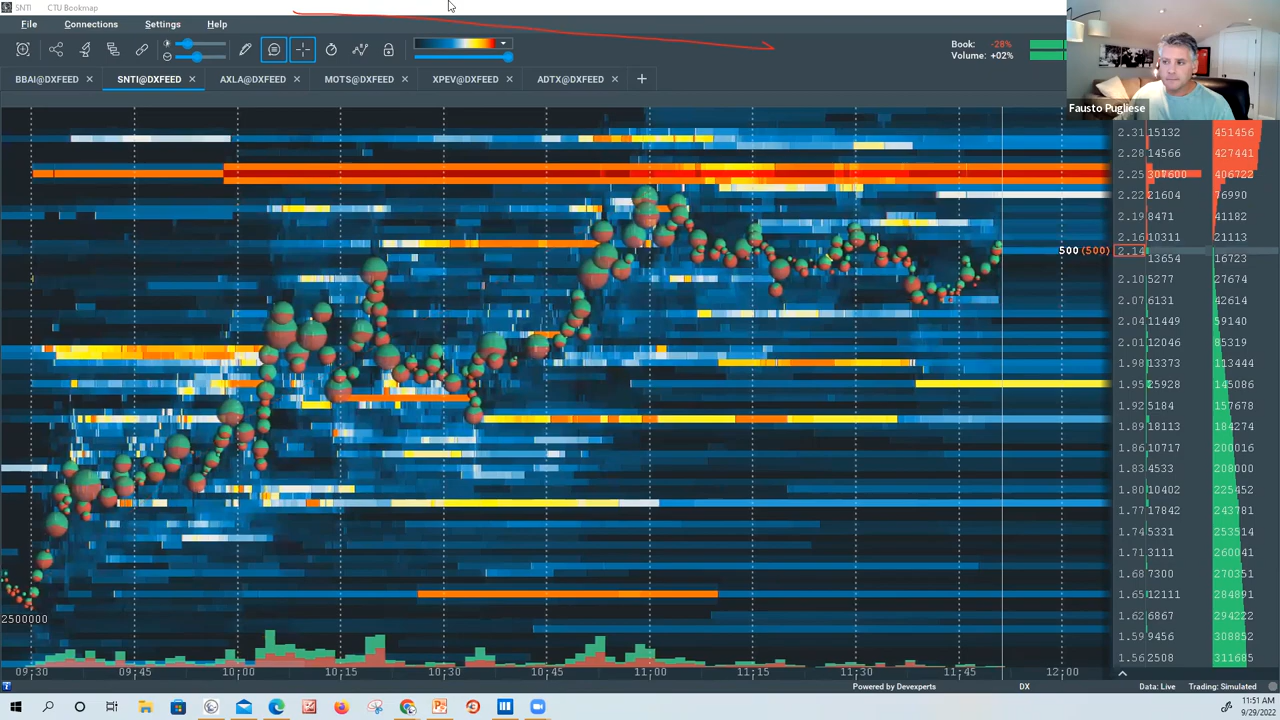 SNTI CTU Bookmap
File Connections Settings Help
Book: -28%
Volume: +02%
BBAI@DXFEED SNTI@DXFEED AXLA@DXFEED MOTS@DXFEED XPEV@DXFEED ADTX@DXFEED
Fausto Pugliese
2.31 15132 451456
2.28 14566 427441
2.25 307600 406722
2.22 21604 76990
2.19 8471 41182
2.16 10311 21113
500 (500) 2.14
13654 16723
2.10 5277 27674
2.07 6131 42614
2.04 11449 59140
2.01 12046 85319
1.98 13373 113444
1.95 25928 145086
1.92 5184 157678
1.89 18113 184274
1.86 10717 200016
1.83 4533 208000
1.80 10402 225452
1.77 17842 243781
1.74 5331 253514
1.71 3111 260041
1.68 7300 270351
1.65 12111 284891
2500000
1.62 6867 294222
1.59 9456 308852
1.56 2508 311685
09:30 09:45 10:00 10:15 10:30 10:45 11:00 11:15 11:30 11:45 12:00
Powered by Devexperts DX Data: Live Trading: Simulated
11:51 AM
9/29/2022